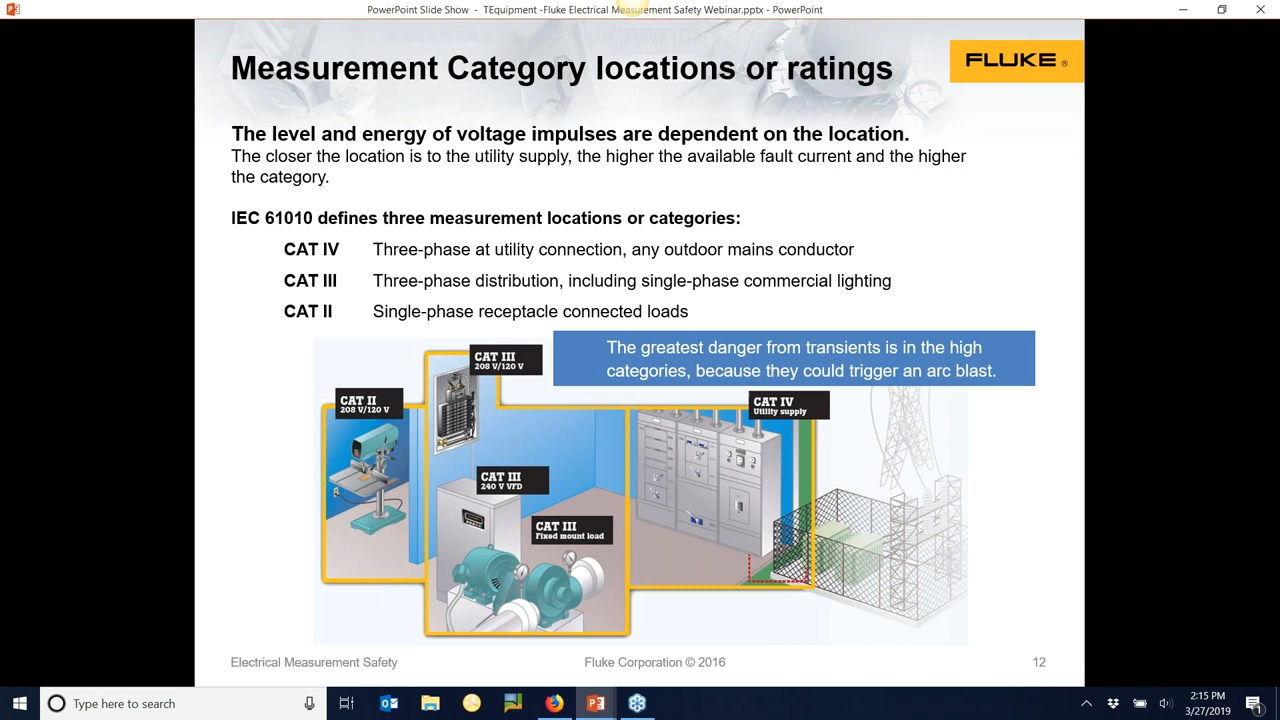 PowerPoint Slide Show - TEquipment -Fluke Electrical Measurement Safety Webinar.pptx - PowerPoint
Measurement Category locations or ratings
FLUKE ®
The level and energy of voltage impulses are dependent on the location.
The closer the location is to the utility supply, the higher the available fault current and the higher
the category.
IEC 61010 defines three measurement locations or categories:
CAT IV Three-phase at utility connection, any outdoor mains conductor
CAT III Three-phase distribution, including single-phase commercial lighting
CAT II Single-phase receptacle connected loads
The greatest danger from transients is in the high
categories, because they could trigger an arc blast.
CAT III
208 V/120 V
CAT II
208 V/120 V
CAT IV
Utility supply
CAT III
240 V VFD
CAT III
Fixed mount load
Electrical Measurement Safety
Fluke Corporation © 2016
12
Type here to search
2:15 PM
3/27/2019
1